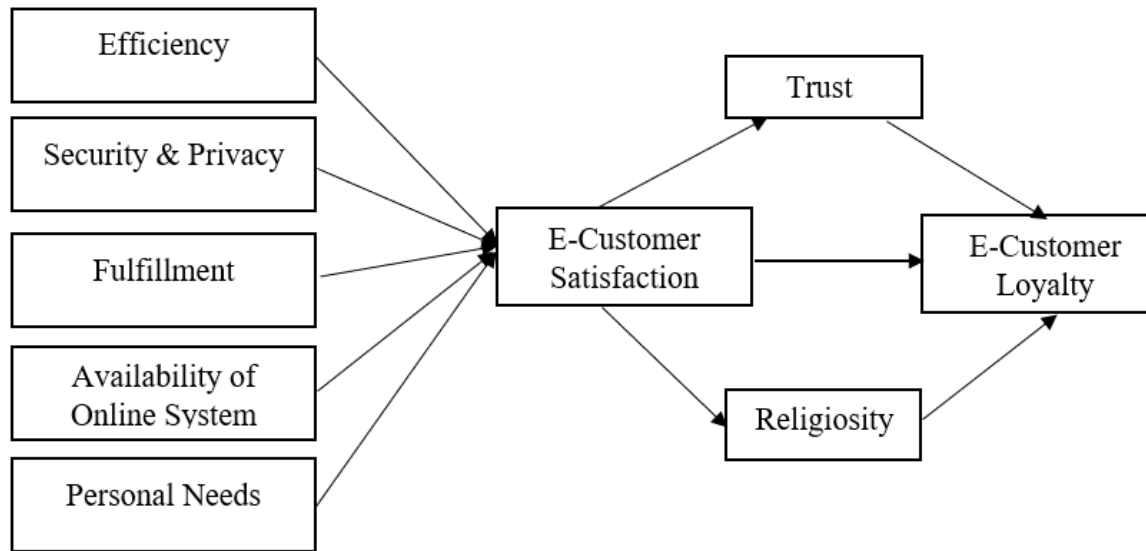 Efficiency
Security & Privacy
Fulfillment
Availability of
Online System
Personal Needs
E-Customer
Satisfaction
Trust
Religiosity
E-Customer
Loyalty